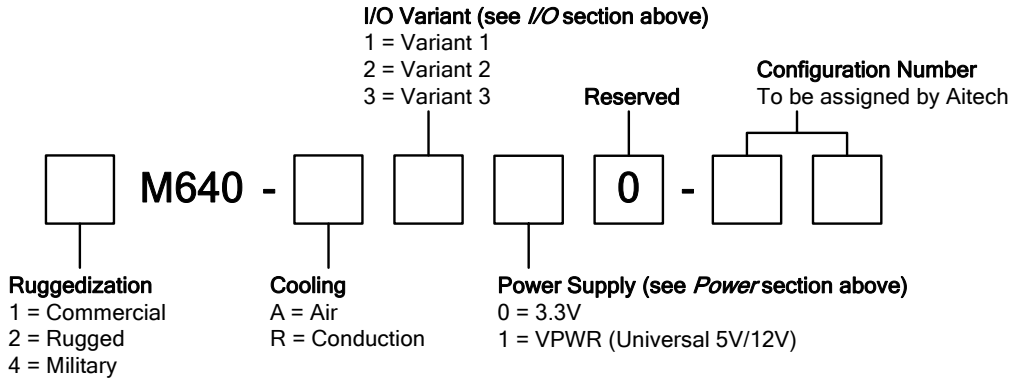 I/O Variant (see I/O section above)
1 = Variant 1
2 = Variant 2
3 = Variant 3
Reserved
Configuration Number
To be assigned by Aitech
M640 - 0 -
Ruggedization
1 = Commercial
2 = Rugged
4 = Military
Cooling
A = Air
R = Conduction
Power Supply (see Power section above)
0 = 3.3V
1 = VPWR (Universal 5V/12V)